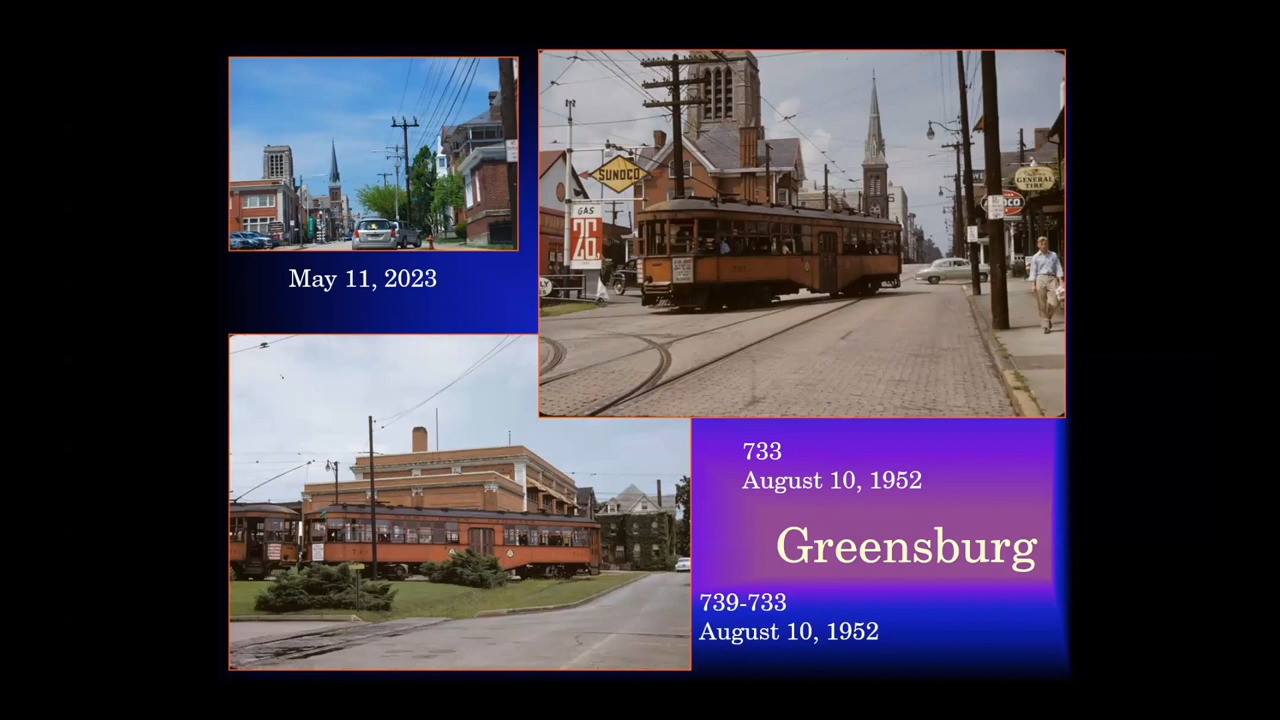 May 11, 2023
SUNOCO
GAS
26
GENERAL
TIRE
733
August 10, 1952
Greensburg
739-733
August 10, 1952